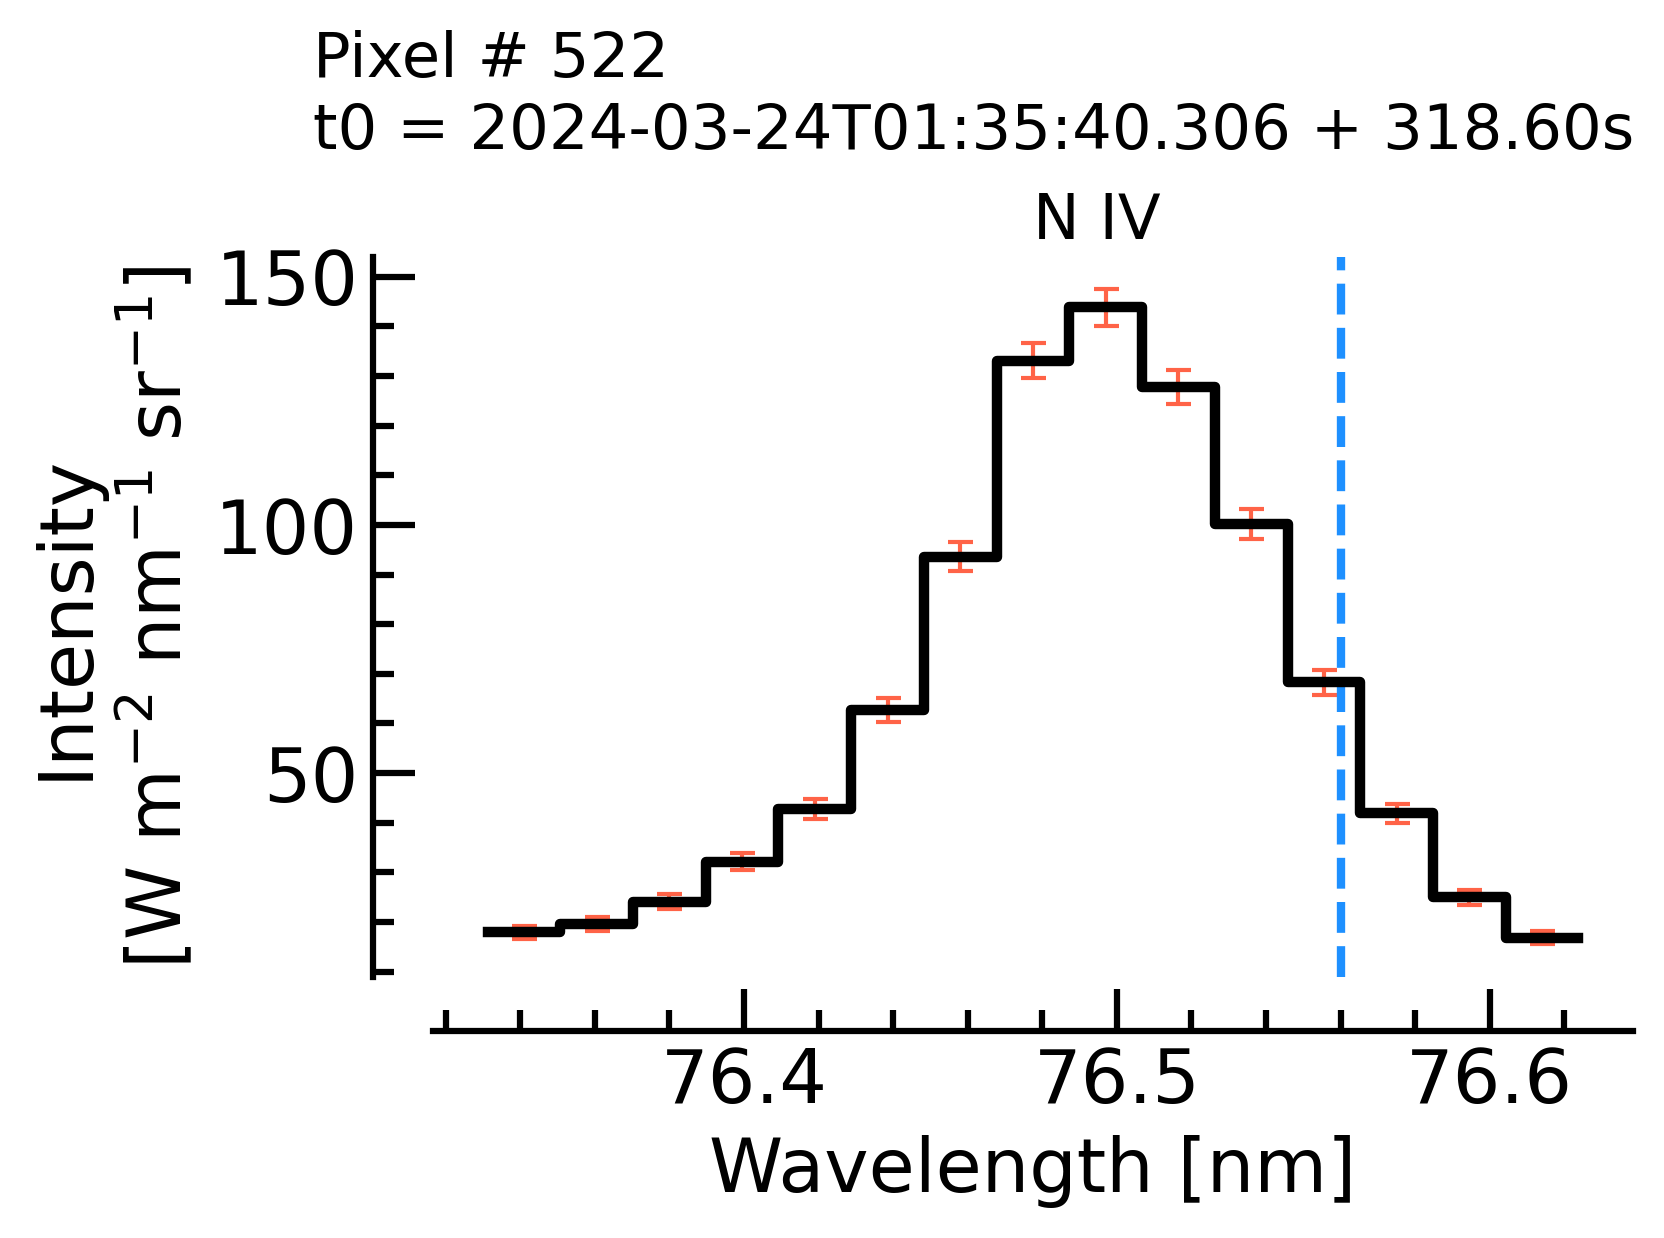 Pixel # 522
t0 = 2024-03-24T01:35:40.306 + 318.60s
N IV
150
100
50
Intensity
[W m⁻² nm⁻¹ sr⁻¹]
76.4 76.5 76.6
Wavelength [nm]